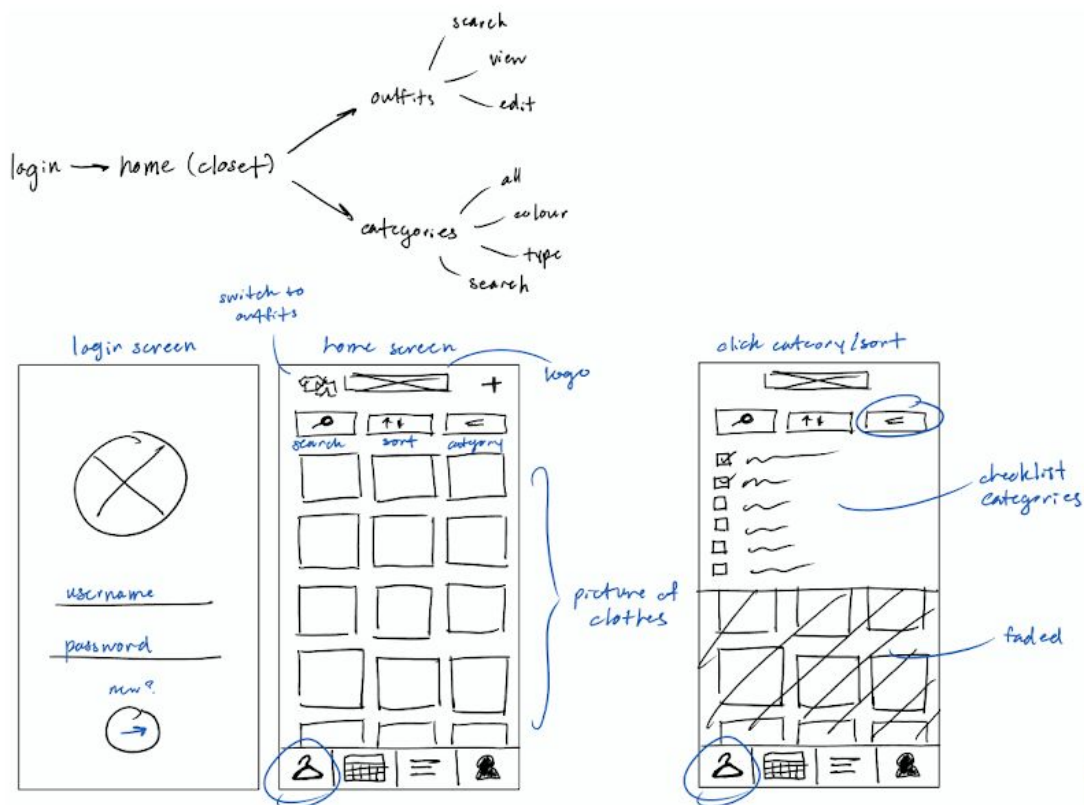 search
view
outfits
edit
login → home (closet)
all
colour
categories
type
search
switch to
outfits
login screen
home screen
logo
click catcory/sort
search
sort
category
checklist
categories
username
password
new?
picture of
clothes
faded